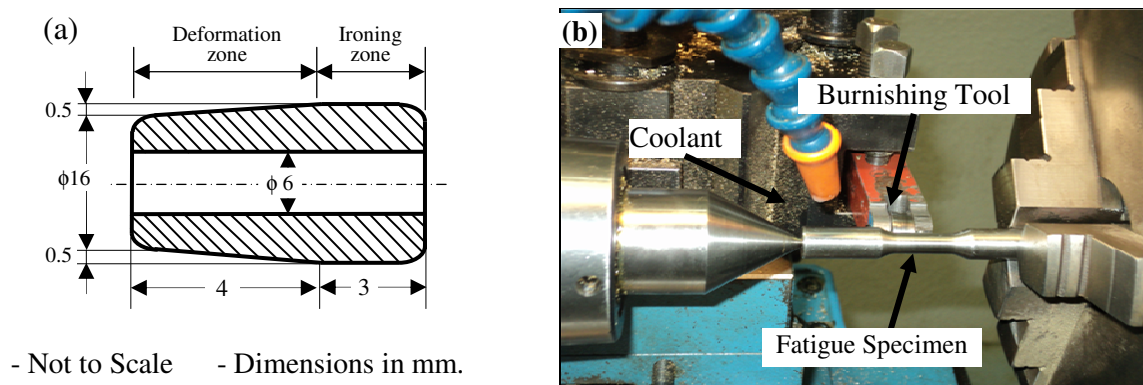 (a)
Deformation
zone
Ironing
zone
0.5
ϕ16
ϕ 6
0.5
4
3
- Not to Scale - Dimensions in mm.
(b)
Burnishing Tool
Coolant
Fatigue Specimen